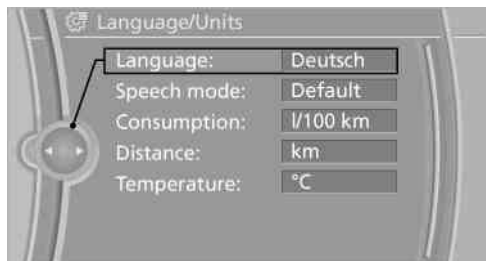 Language/Units
Language: Deutsch
Speech mode: Default
Consumption: l/100 km
Distance: km
Temperature: °C